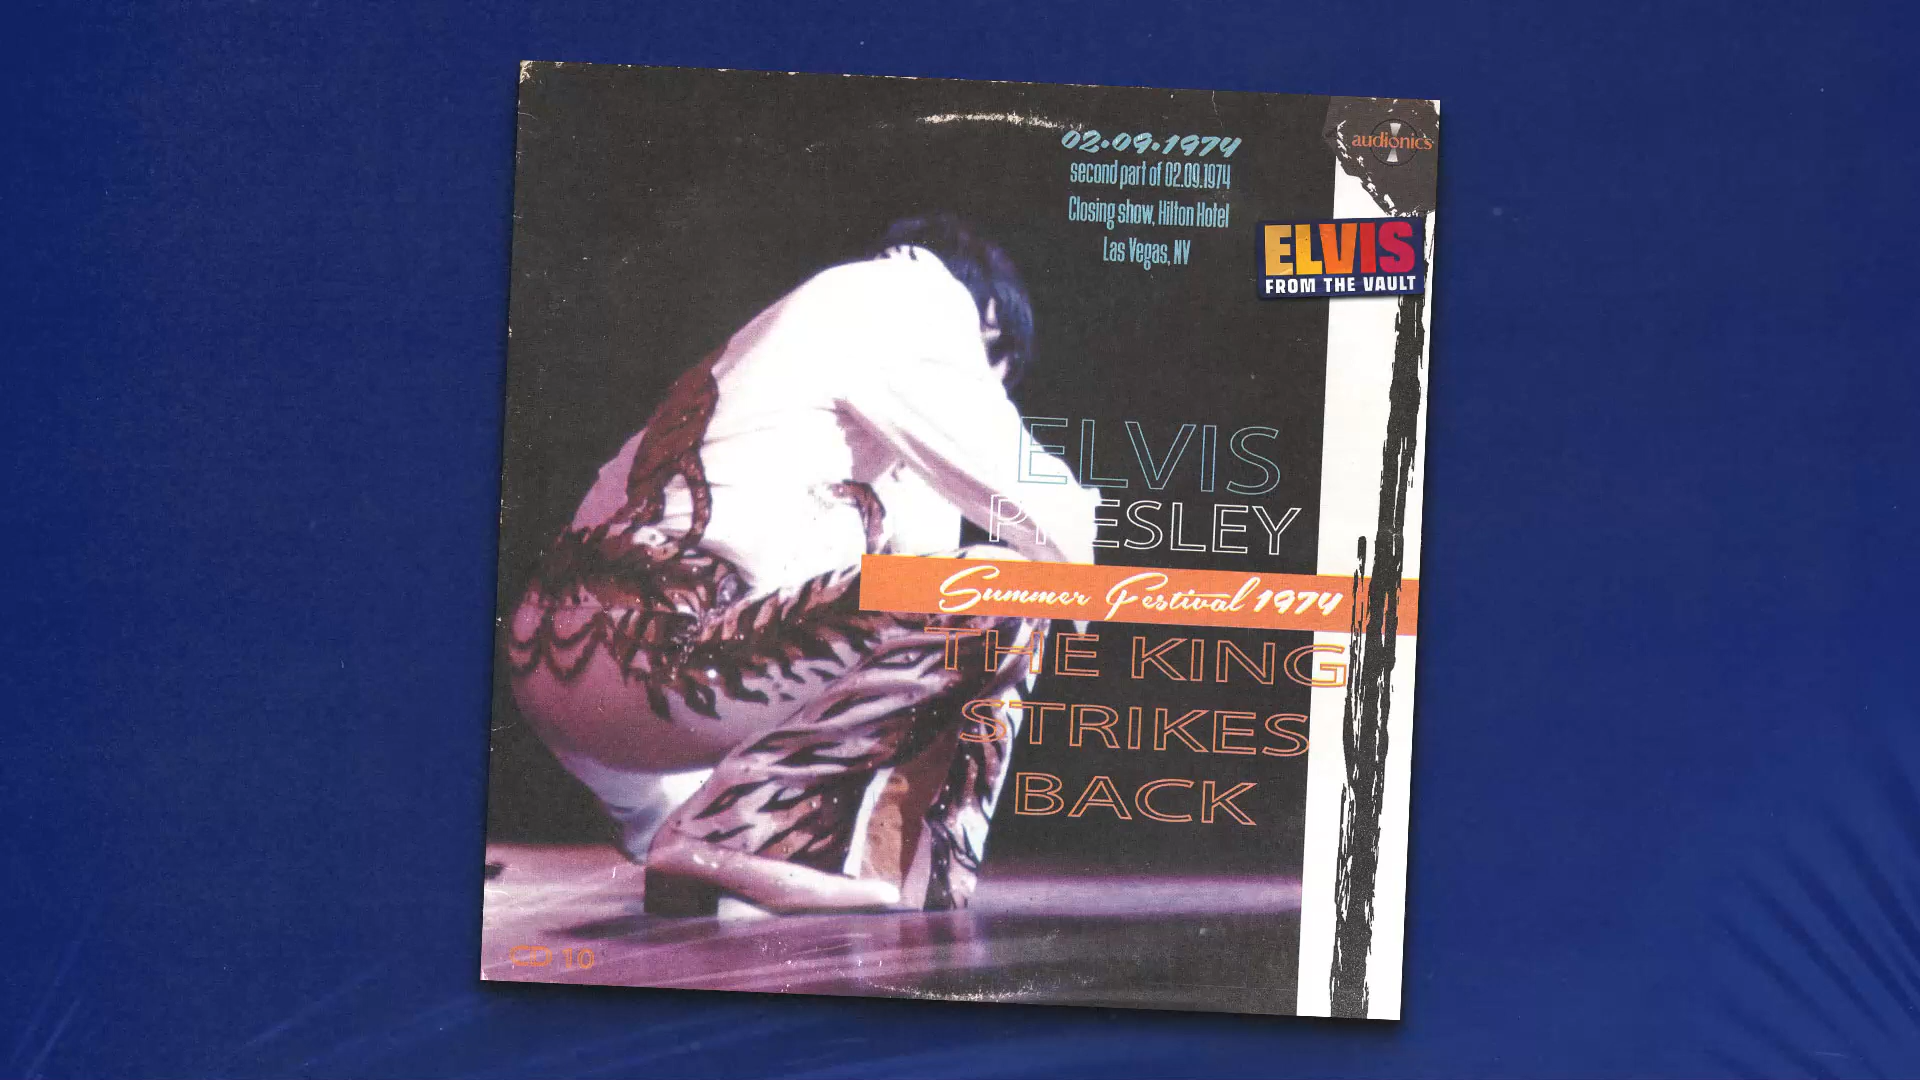 02.09.1974
second part of 02.09.1974
Closing show, Hilton Hotel
Las Vegas, NV
audionics
ELVIS
FROM THE VAULT
ELVIS
PRESLEY
Summer Festival 1974
THE KING
STRIKES
BACK
CD 10